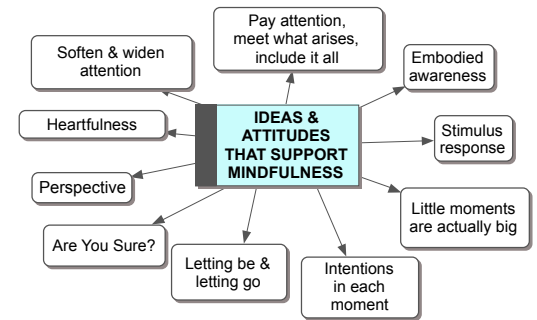 Pay attention,
meet what arises,
include it all
Soften & widen
attention
Embodied
awareness
IDEAS &
ATTITUDES
THAT SUPPORT
MINDFULNESS
Heartfulness
Stimulus
response
Perspective
Little moments
are actually big
Are You Sure?
Letting be &
letting go
Intentions
in each
moment